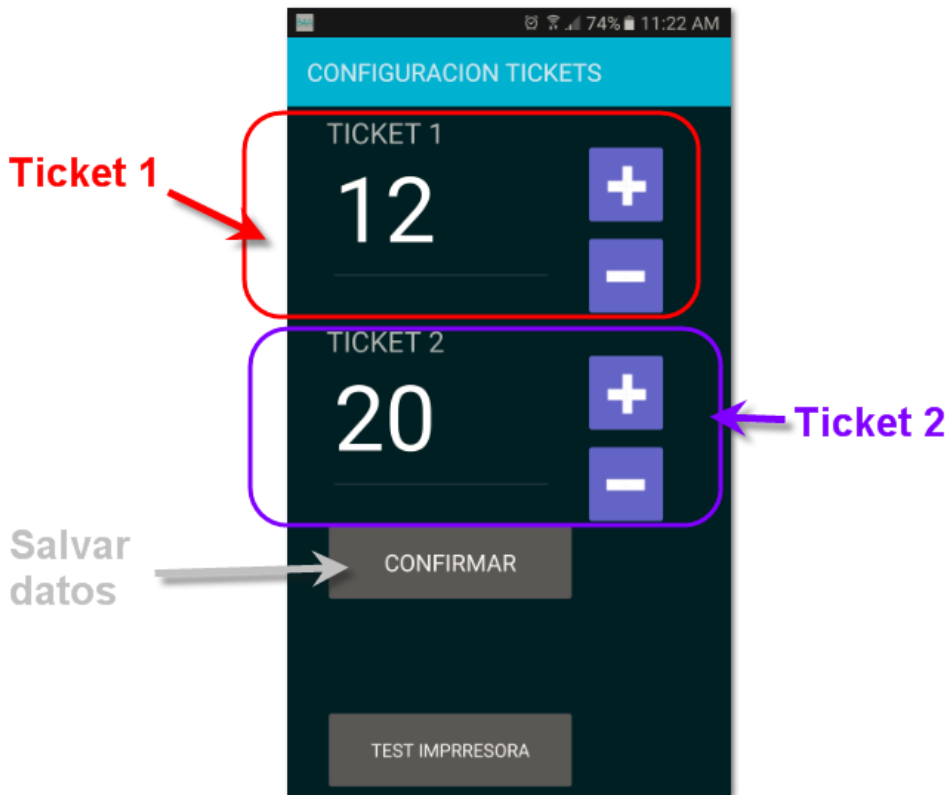 74% 11:22 AM
CONFIGURACION TICKETS
TICKET 1
Ticket 1
12
+
−
TICKET 2
20
+
−
Ticket 2
Salvar
datos
CONFIRMAR
TEST IMPRRESORA